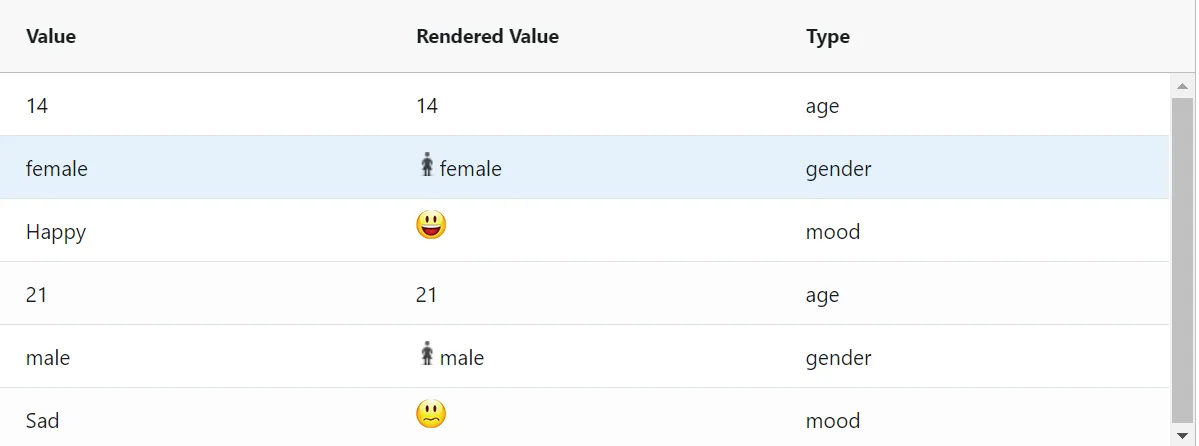 Value Rendered Value Type
14 14 age
female female gender
Happy mood
21 21 age
male male gender
Sad mood